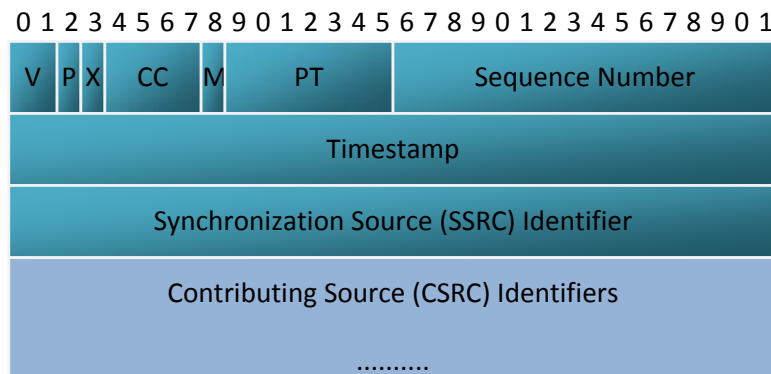 0 1 2 3 4 5 6 7 8 9 0 1 2 3 4 5 6 7 8 9 0 1 2 3 4 5 6 7 8 9 0 1
V P X CC M PT Sequence Number
Timestamp
Synchronization Source (SSRC) Identifier
Contributing Source (CSRC) Identifiers
..........